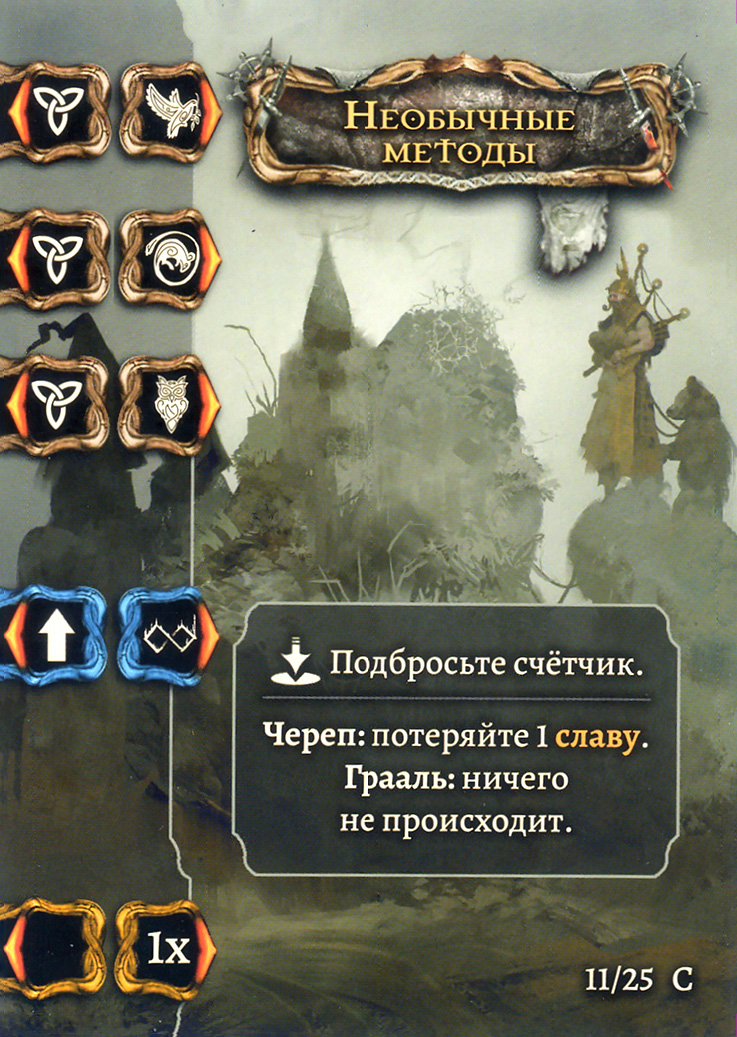 Необычные
методы
Подбросьте счётчик.
Череп: потеряйте 1 славу.
Грааль: ничего
не происходит.
1x
11/25 C